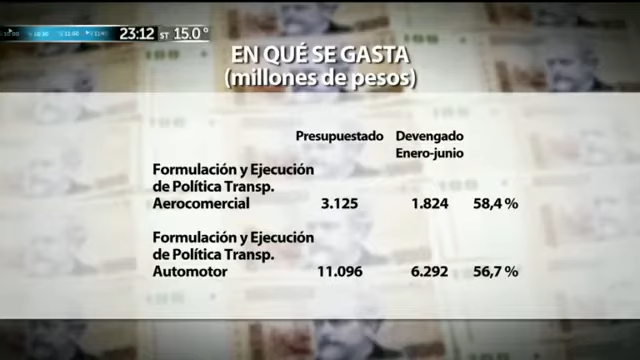 23:12 ST 15.0°
EN QUÉ SE GASTA
(millones de pesos)
Presupuestado Devengado
Enero-junio
Formulación y Ejecución
de Política Transp.
Aerocomercial 3.125 1.824 58,4 %
Formulación y Ejecución
de Política Transp.
Automotor 11.096 6.292 56,7 %